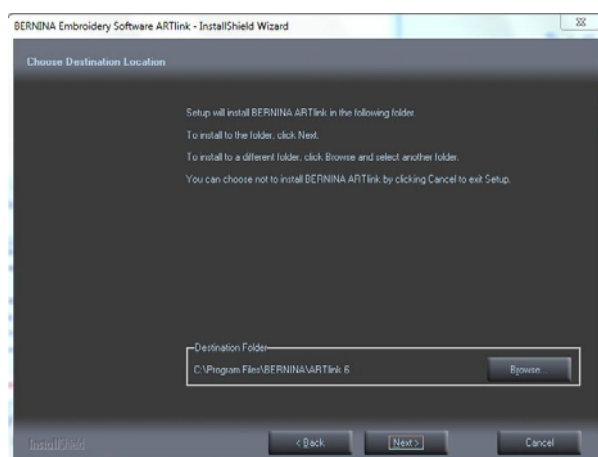 BERNINA Embroidery Software ARTlink - InstallShield Wizard
Choose Destination Location
Setup will install BERNINA ARTlink in the following folder.
To install to the folder, click Next.
To install to a different folder, click Browse and select another folder.
You can choose not to install BERNINA ARTlink by clicking Cancel to exit Setup.
Destination Folder
C:\Program Files\BERNINA\ARTlink 6
Browse...
InstallShield
< Back
Next >
Cancel